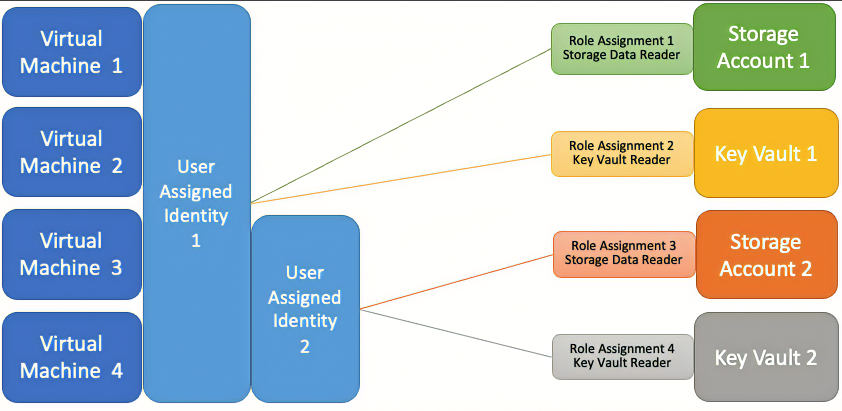 Virtual
Machine 1
Virtual
Machine 2
Virtual
Machine 3
Virtual
Machine 4
User
Assigned
Identity
1
User
Assigned
Identity
2
Role Assignment 1
Storage Data Reader
Storage
Account 1
Role Assignment 2
Key Vault Reader
Key Vault 1
Role Assignment 3
Storage Data Reader
Storage
Account 2
Role Assignment 4
Key Vault Reader
Key Vault 2